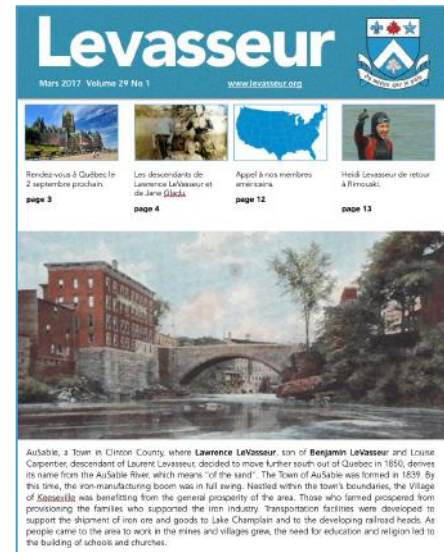 Levasseur
Mars 2017 Volume 29 No 1
www.levasseur.org
Rendez-vous à Québec le
2 septembre prochain.
page 3
Les descendants de
Lawrence LeVasseur et
de Jane Gladu.
page 4
Appel à nos membres
américains.
page 12
Heidi Levasseur de retour
à Rimouski.
page 13
AuSable, a Town in Clinton County, where Lawrence LeVasseur, son of Benjamin LeVasseur and Louise
Carpentier, descendant of Laurent Levasseur, decided to move further south out of Quebec in 1850, derives
its name from the AuSable River, which means "of the sand". The Town of AuSable was formed in 1839. By
this time, the iron-manufacturing boom was in full swing. Nestled within the town's boundaries, the Village
of Keeseville was benefitting from the general prosperity of the area. Those who farmed prospered from
provisioning the families who supported the iron industry. Transportation facilities were developed to
support the shipment of iron ore and goods to Lake Champlain and to the developing railroad heads. As
people came to the area to work in the mines and villages grew, the need for education and religion led to
the building of schools and churches.